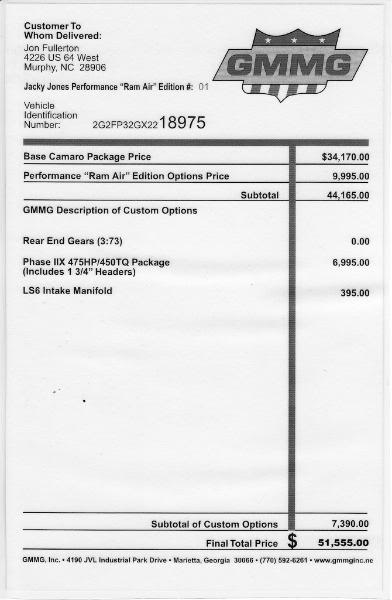 Customer To
Whom Delivered:
Jon Fullerton
4226 US 64 West
Murphy, NC 28906
GMMG
Jacky Jones Performance "Ram Air" Edition #: 01
Vehicle
Identification
Number: 2G2FP32GX2218975
Base Camaro Package Price $34,170.00
Performance "Ram Air" Edition Options Price 9,995.00
Subtotal 44,165.00
GMMG Description of Custom Options
Rear End Gears (3:73) 0.00
Phase IIX 475HP/450TQ Package 6,995.00
(Includes 1 3/4" Headers)
LS6 Intake Manifold 395.00
Subtotal of Custom Options 7,390.00
Final Total Price $ 51,555.00
GMMG, Inc. • 4190 JVL Industrial Park Drive • Marietta, Georgia 30066 • (770) 592-6261 • www.gmmginc.ne